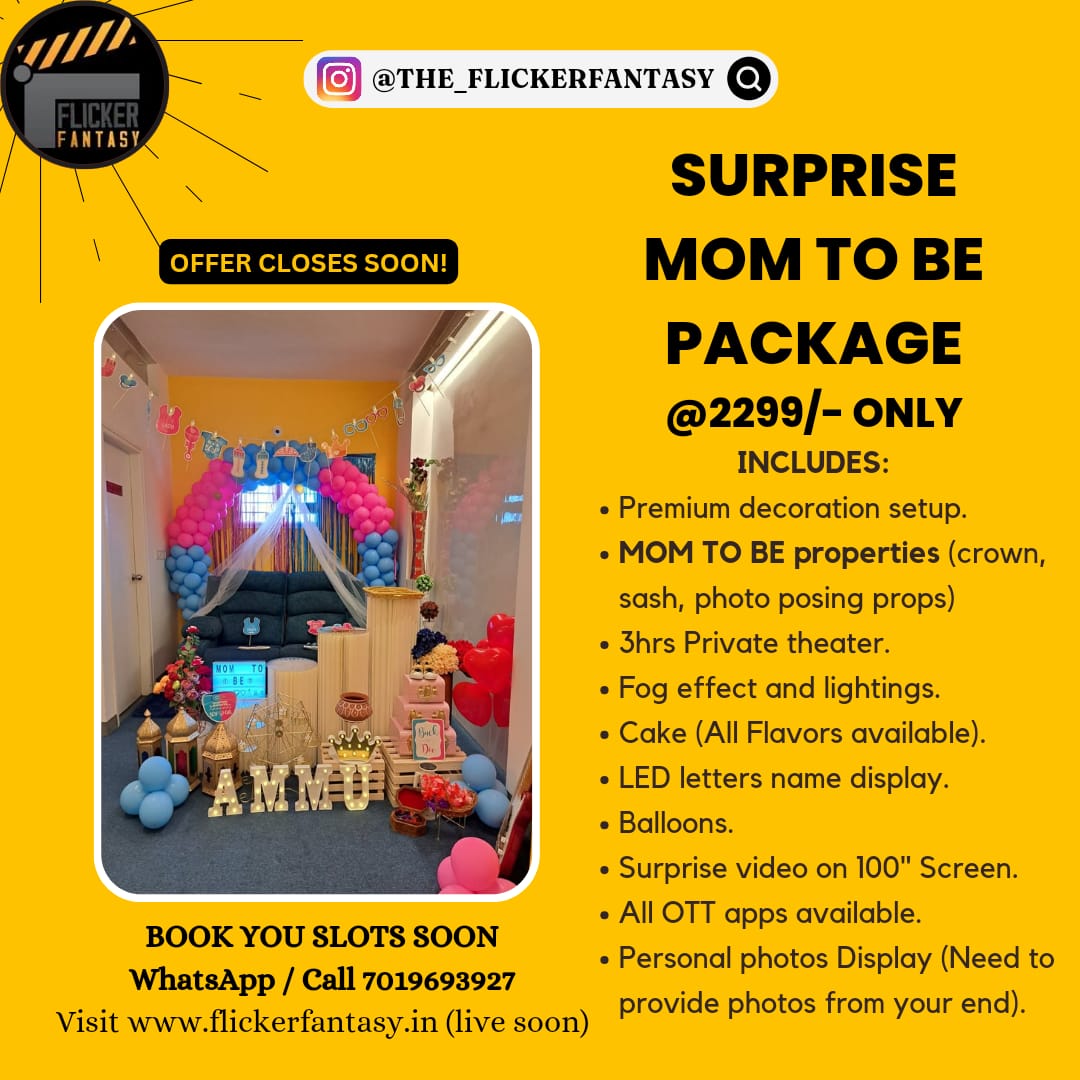 FLICKER
FANTASY
@THE_FLICKERFANTASY
SURPRISE
MOM TO BE
PACKAGE
@2299/- ONLY
INCLUDES:
• Premium decoration setup.
• MOM TO BE properties (crown,
sash, photo posing props)
• 3hrs Private theater.
• Fog effect and lightings.
• Cake (All Flavors available).
• LED letters name display.
• Balloons.
• Surprise video on 100" Screen.
• All OTT apps available.
• Personal photos Display (Need to
provide photos from your end).
OFFER CLOSES SOON!
MOM TO
BE
AMMU
BOOK YOU SLOTS SOON
WhatsApp / Call 7019693927
Visit www.flickerfantasy.in (live soon)